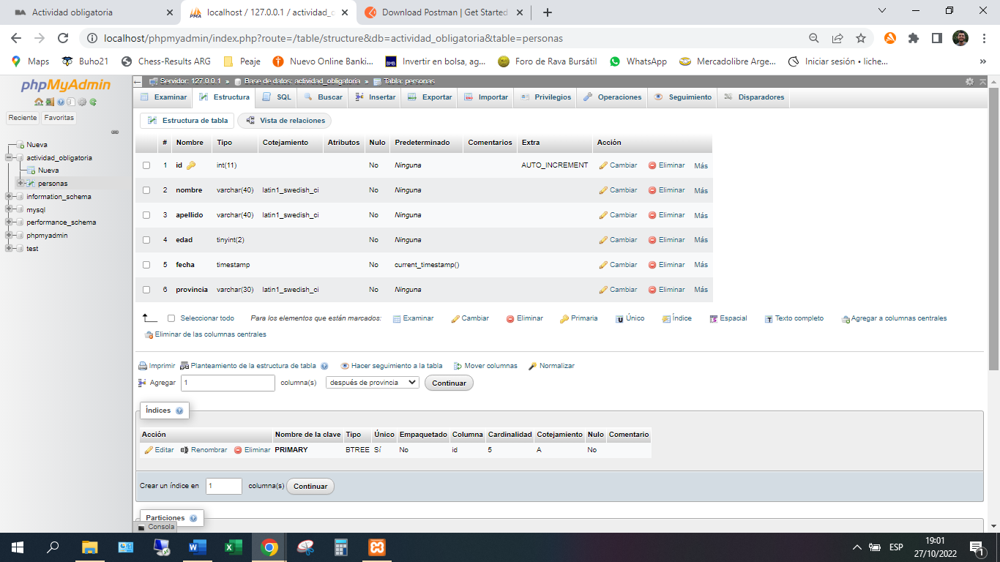 Actividad obligatoria
localhost / 127.0.0.1 / actividad_o
Download Postman | Get Started
localhost/phpmyadmin/index.php?route=/table/structure&db=actividad_obligatoria&table=personas
Maps
Buho21
Chess-Results ARG
Peaje
Nuevo Online Banki...
Invertir en bolsa, ag...
Foro de Rava Bursátil
WhatsApp
Mercadolibre Arge...
Iniciar sesión • liche...
»
phpMyAdmin
Reciente Favoritas
Nueva
actividad_obligatoria
Nueva
personas
information_schema
mysql
performance_schema
phpmyadmin
test
Servidor: 127.0.0.1 » Base de datos: actividad_obligatoria » Tabla: personas
Examinar Estructura SQL Buscar Insertar Exportar Importar Privilegios Operaciones Seguimiento Disparadores
Estructura de tabla Vista de relaciones
# Nombre Tipo Cotejamiento Atributos Nulo Predeterminado Comentarios Extra Acción
1 id int(11) No Ninguna AUTO_INCREMENT Cambiar Eliminar Más
2 nombre varchar(40) latin1_swedish_ci No Ninguna Cambiar Eliminar Más
3 apellido varchar(40) latin1_swedish_ci No Ninguna Cambiar Eliminar Más
4 edad tinyint(2) No Ninguna Cambiar Eliminar Más
5 fecha timestamp No current_timestamp() Cambiar Eliminar Más
6 provincia varchar(30) latin1_swedish_ci No Ninguna Cambiar Eliminar Más
Seleccionar todo Para los elementos que están marcados: Examinar Cambiar Eliminar Primaria Único Índice Espacial Texto completo Agregar a columnas centrales
Eliminar de las columnas centrales
Imprimir Planteamiento de la estructura de tabla Hacer seguimiento a la tabla Mover columnas Normalizar
Agregar 1 columna(s) después de provincia Continuar
Índices
Acción Nombre de la clave Tipo Único Empaquetado Columna Cardinalidad Cotejamiento Nulo Comentario
Editar Renombrar Eliminar PRIMARY BTREE Sí No id 5 A No
Crear un índice en 1 columna(s) Continuar
Particiones
Consola
ESP
19:01
27/10/2022
1